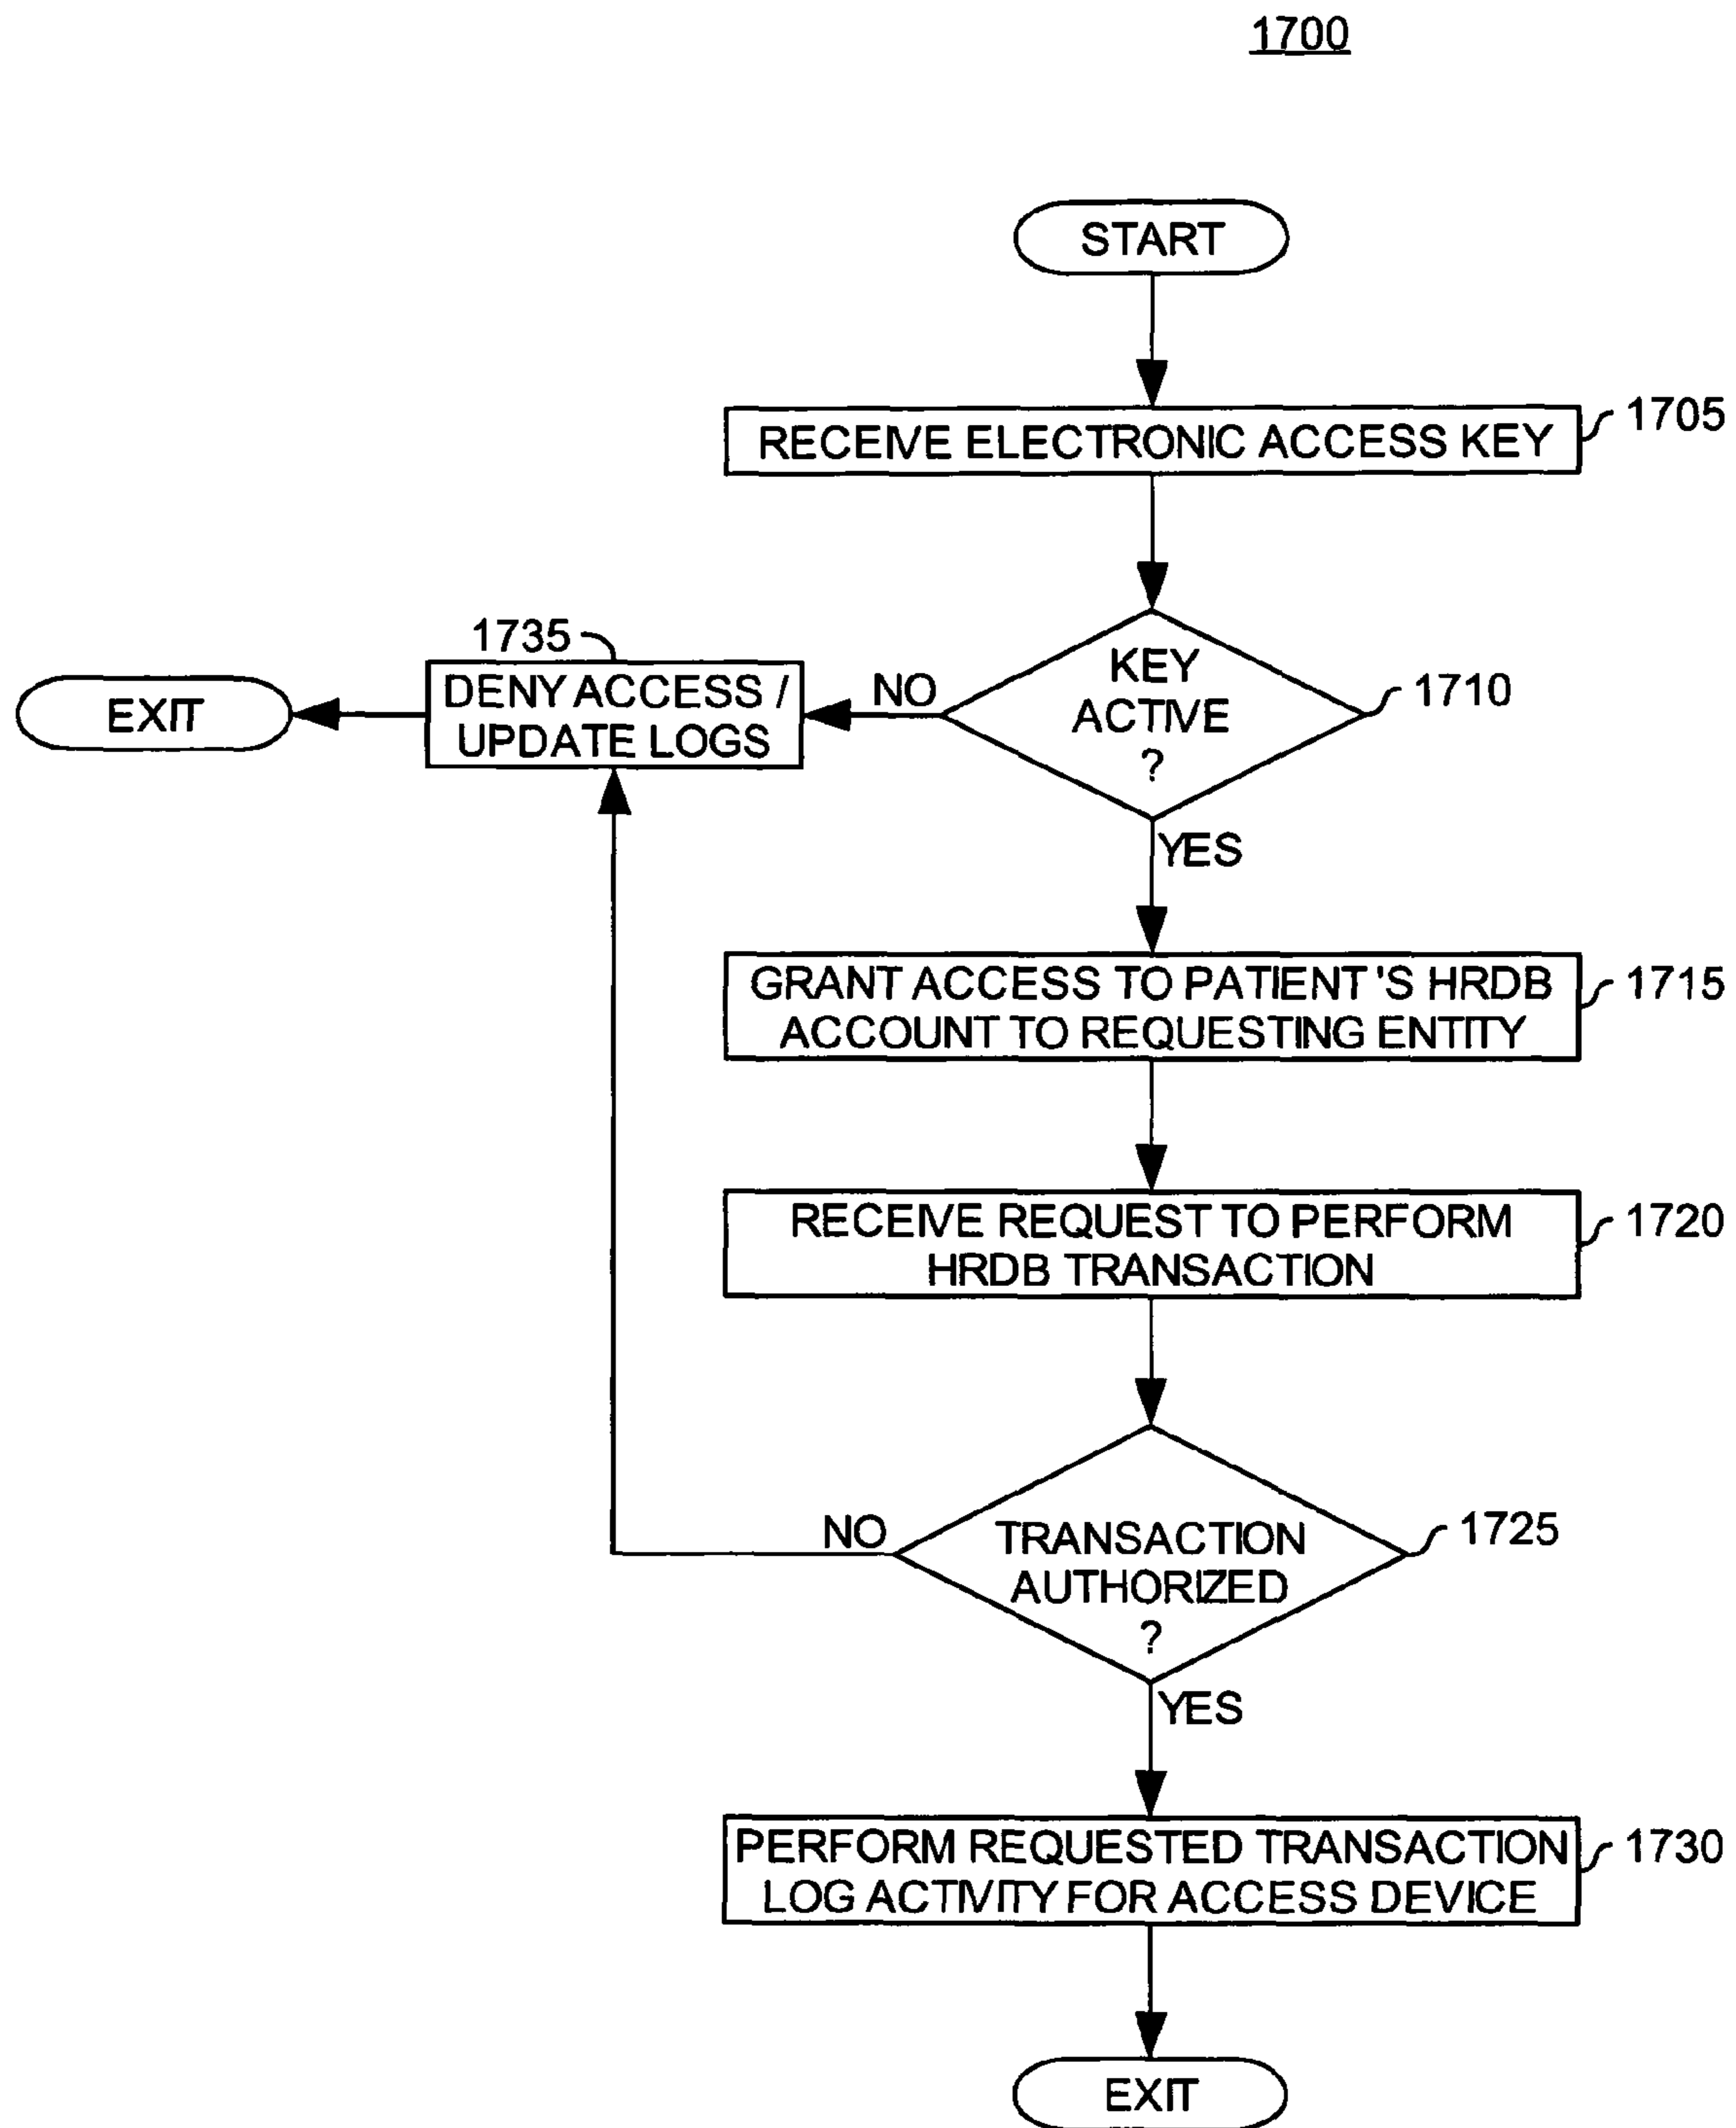 1700
START
RECEIVE ELECTRONIC ACCESS KEY
1705
1735
DENY ACCESS /
UPDATE LOGS
EXIT
NO
KEY
ACTIVE
?
1710
YES
GRANT ACCESS TO PATIENT'S HRDB
ACCOUNT TO REQUESTING ENTITY
1715
RECEIVE REQUEST TO PERFORM
HRDB TRANSACTION
1720
NO
TRANSACTION
AUTHORIZED
?
1725
YES
PERFORM REQUESTED TRANSACTION
LOG ACTIVITY FOR ACCESS DEVICE
1730
EXIT